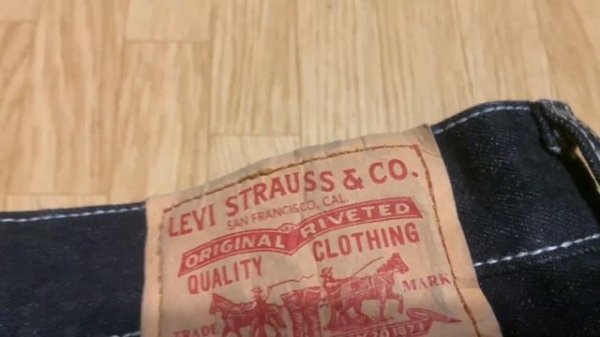 LEVI STRAUSS & CO.
SAN FRANCISCO, CAL.
ORIGINAL RIVETED
QUALITY CLOTHING
TRADE MARK